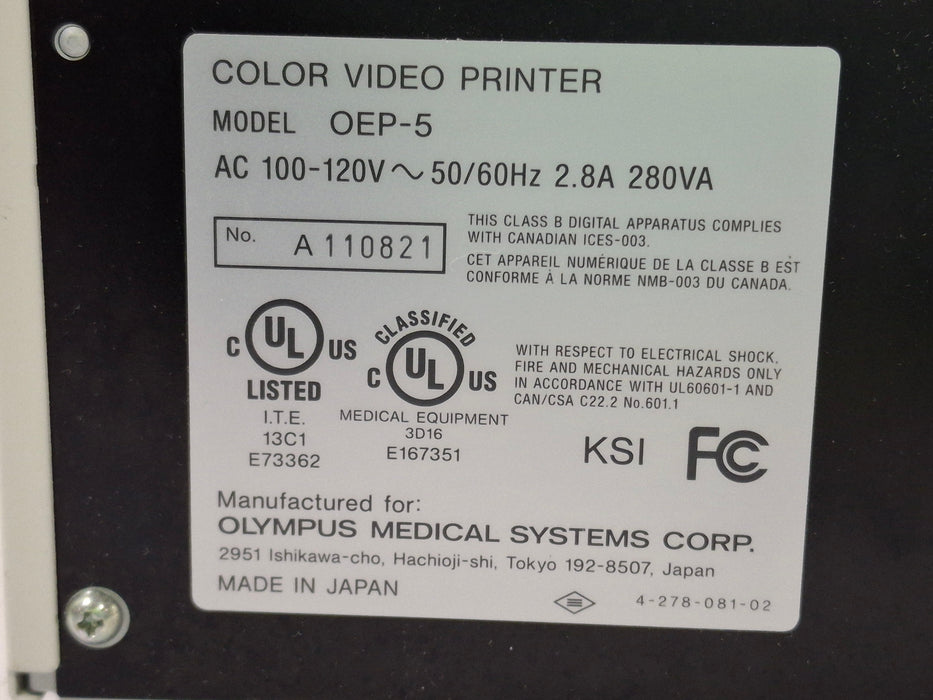 COLOR VIDEO PRINTER
MODEL OEP-5
AC 100-120V ~ 50/60Hz 2.8A 280VA
No. A 110821
THIS CLASS B DIGITAL APPARATUS COMPLIES
WITH CANADIAN ICES-003.
CET APPAREIL NUMÉRIQUE DE LA CLASSE B EST
CONFORME À LA NORME NMB-003 DU CANADA.
C UL US
LISTED
I.T.E.
13C1
E73362
CLASSIFIED
C UL US
MEDICAL EQUIPMENT
3D16
E167351
WITH RESPECT TO ELECTRICAL SHOCK,
FIRE AND MECHANICAL HAZARDS ONLY
IN ACCORDANCE WITH UL60601-1 AND
CAN/CSA C22.2 No.601.1
KSI FCC
Manufactured for:
OLYMPUS MEDICAL SYSTEMS CORP.
2951 Ishikawa-cho, Hachioji-shi, Tokyo 192-8507, Japan
MADE IN JAPAN
4-278-081-02